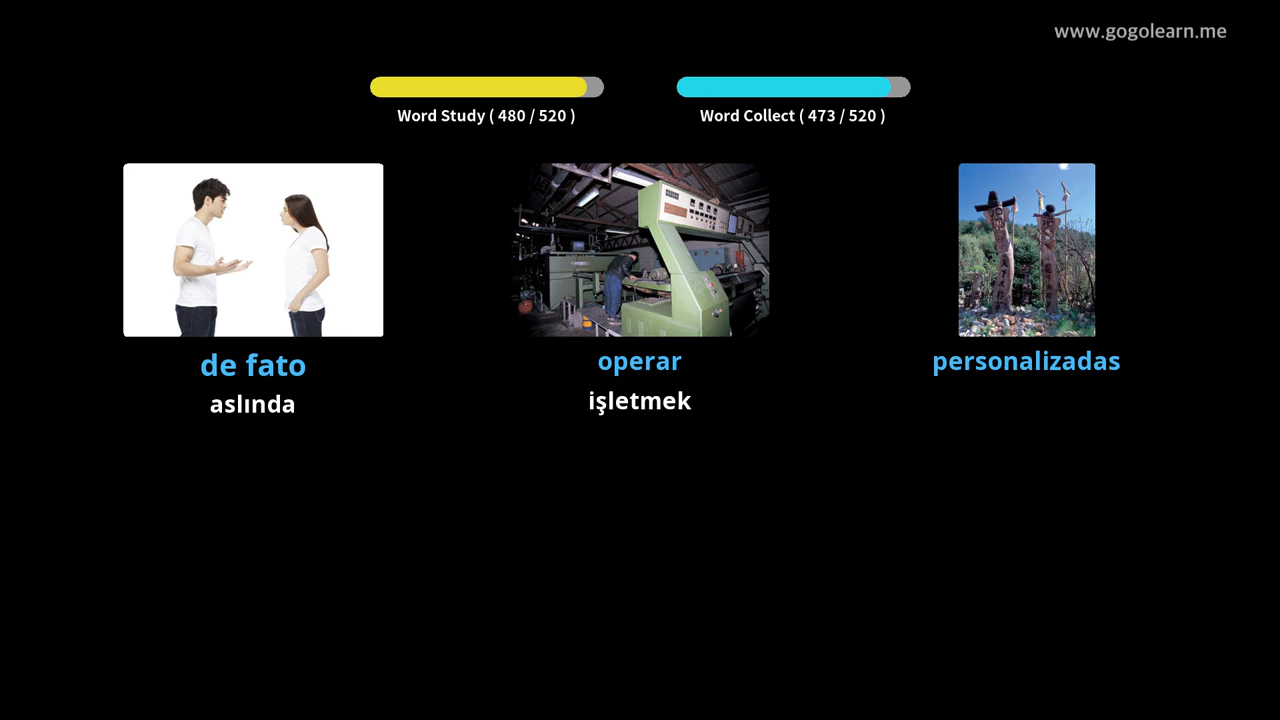 www.gogolearn.me
Word Study ( 480 / 520 )
Word Collect ( 473 / 520 )
de fato
operar
personalizadas
aslında
işletmek